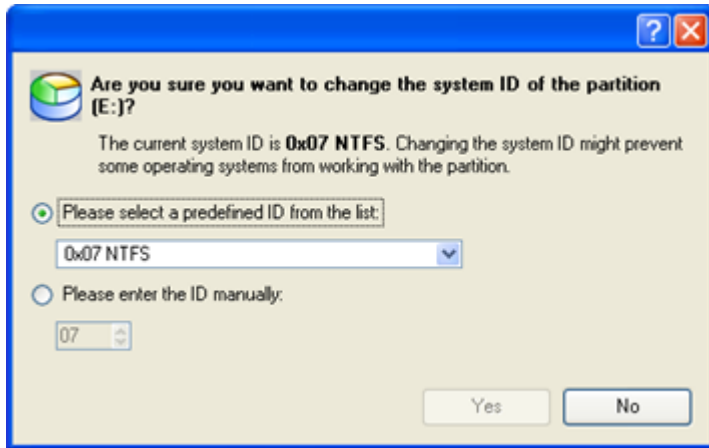 Are you sure you want to change the system ID of the partition
(E:)?
The current system ID is 0x07 NTFS. Changing the system ID might prevent
some operating systems from working with the partition.
Please select a predefined ID from the list:
0x07 NTFS
Please enter the ID manually:
07
Yes No